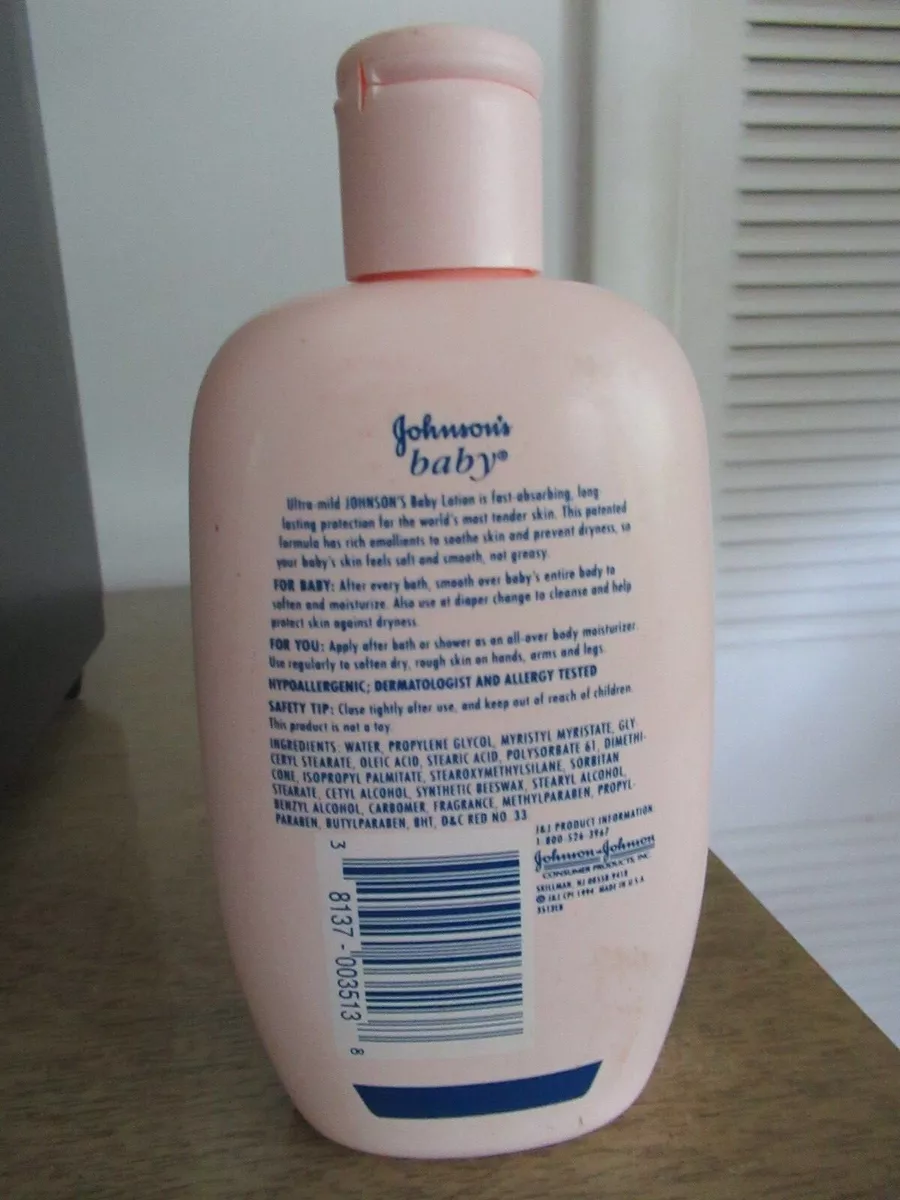 Johnson's
baby®
Ultra-mild JOHNSON'S Baby Lotion is fast-absorbing, long
lasting protection for the world's most tender skin. This patented
formula has rich emollients to soothe skin and prevent dryness, so
your baby's skin feels soft and smooth, not greasy.
FOR BABY: After every bath, smooth over baby's entire body to
soften and moisturize. Also use at diaper change to cleanse and help
protect skin against dryness.
FOR YOU: Apply after bath or shower as an all-over body moisturizer.
Use regularly to soften dry, rough skin on hands, arms and legs.
HYPOALLERGENIC; DERMATOLOGIST AND ALLERGY TESTED
SAFETY TIP: Close tightly after use, and keep out of reach of children.
This product is not a toy.
INGREDIENTS: WATER, PROPYLENE GLYCOL, MYRISTYL MYRISTATE, GLY-
CERYL STEARATE, OLEIC ACID, STEARIC ACID, POLYSORBATE 61, DIMETHI-
CONE, ISOPROPYL PALMITATE, STEAROXYMETHYLSILANE, SORBITAN
STEARATE, CETYL ALCOHOL, SYNTHETIC BEESWAX, STEARYL ALCOHOL,
BENZYL ALCOHOL, CARBOMER, FRAGRANCE, METHYLPARABEN, PROPYL-
PARABEN, BUTYLPARABEN, BHT, D&C RED NO. 33
J&J PRODUCT INFORMATION
1-800-526-3967
Johnson & Johnson
CONSUMER PRODUCTS, INC.
SKILLMAN, NJ 08558-9418
© J&J CPI 1994 MADE IN U.S.A.
3 8137-003513 8